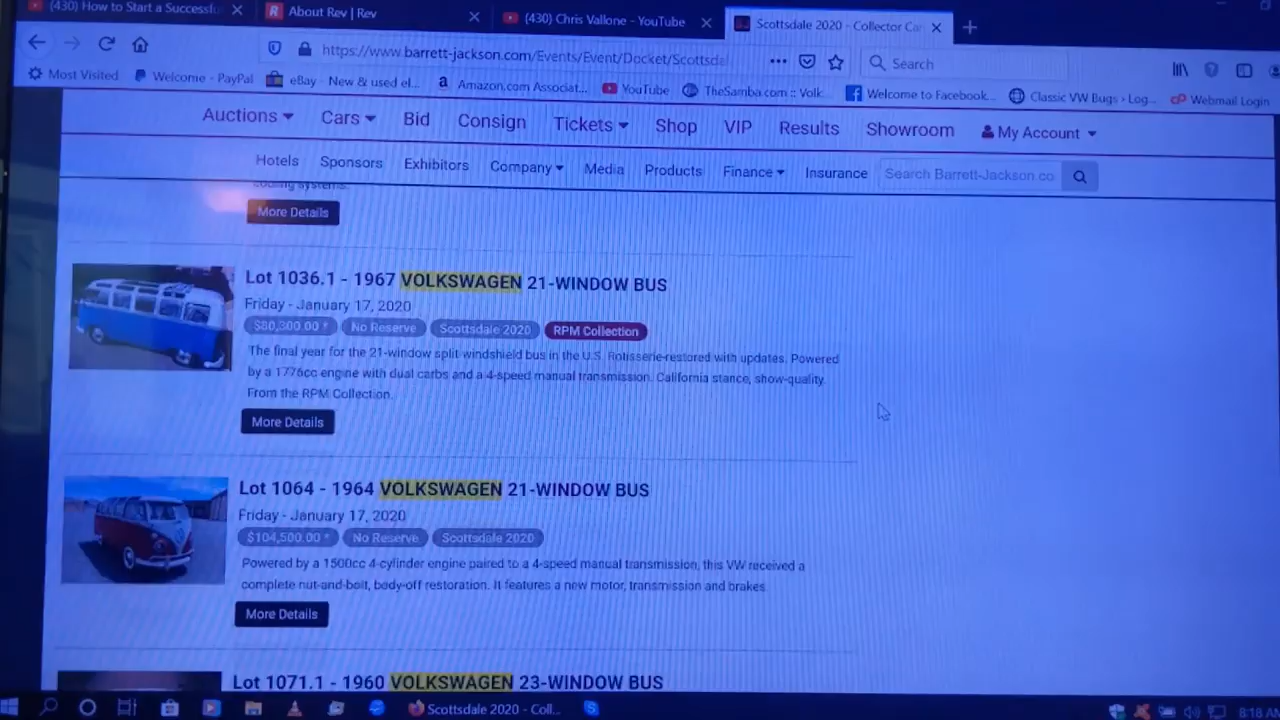 (430) How to Start a Successfu
About Rev | Rev
(430) Chris Vallone - YouTube
Scottsdale 2020 - Collector Car
https://www.barrett-jackson.com/Events/Event/Docket/Scottsdal
Search
Most Visited
Welcome - PayPal
eBay - New & used el...
Amazon.com Associat...
YouTube
TheSamba.com :: Volk...
Welcome to Facebook...
Classic VW Bugs › Log...
Webmail Login
Auctions
Cars
Bid
Consign
Tickets
Shop
VIP
Results
Showroom
My Account
Hotels
Sponsors
Exhibitors
Company
Media
Products
Finance
Insurance
Search Barrett-Jackson.co
cooling systems.
More Details
Lot 1036.1 - 1967 VOLKSWAGEN 21-WINDOW BUS
Friday - January 17, 2020
$80,300.00 *
No Reserve
Scottsdale 2020
RPM Collection
The final year for the 21-window split windshield bus in the U.S. Rotisserie-restored with updates. Powered
by a 1776cc engine with dual carbs and a 4-speed manual transmission. California stance, show-quality.
From the RPM Collection.
More Details
Lot 1064 - 1964 VOLKSWAGEN 21-WINDOW BUS
Friday - January 17, 2020
$104,500.00 *
No Reserve
Scottsdale 2020
Powered by a 1500cc 4-cylinder engine paired to a 4-speed manual transmission, this VW received a
complete nut-and-bolt, body-off restoration. It features a new motor, transmission and brakes.
More Details
Lot 1071.1 - 1960 VOLKSWAGEN 23-WINDOW BUS
Scottsdale 2020 - Coll...
8:18 AM